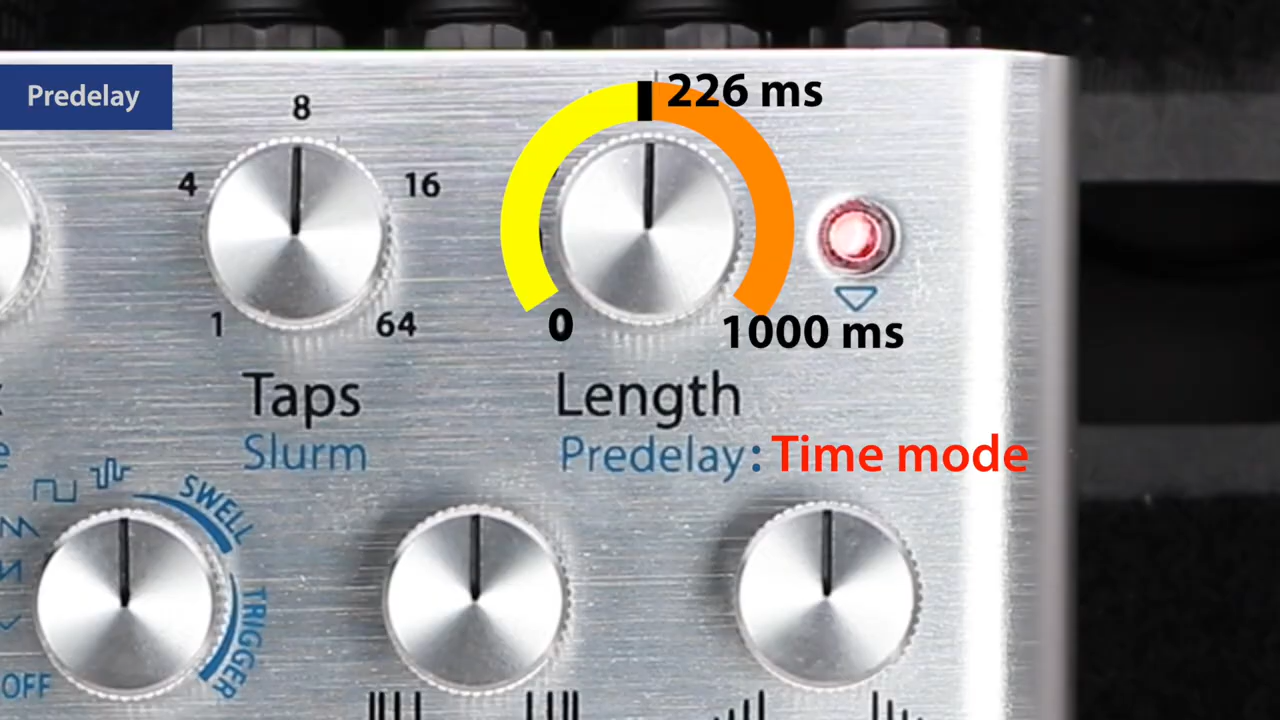 Predelay
8
226 ms
4
16
1
64
0
1000 ms
Taps
Length
Slurm
Predelay: Time mode
SWELL
TRIGGER
OFF